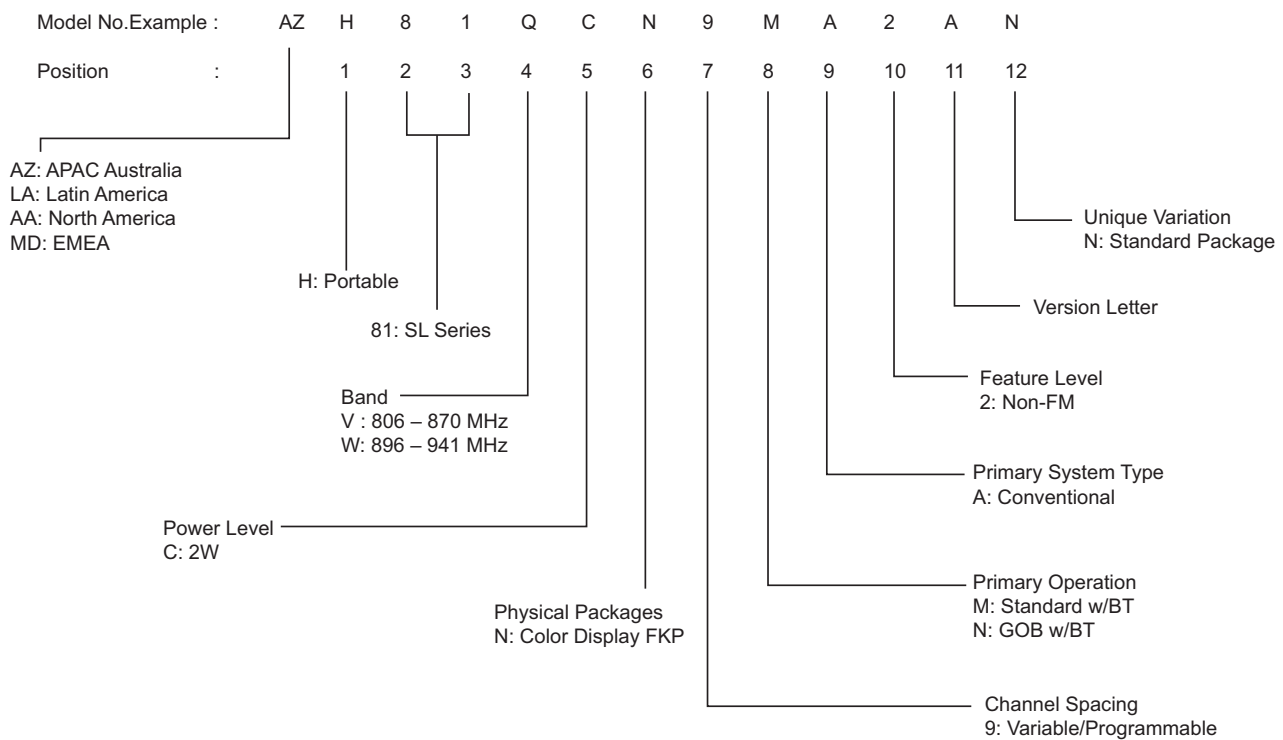 Model No.Example : AZ H 8 1 Q C N 9 M A 2 A N
Position : 1 2 3 4 5 6 7 8 9 10 11 12
AZ: APAC Australia
LA: Latin America
AA: North America
MD: EMEA
Unique Variation
N: Standard Package
H: Portable
Version Letter
81: SL Series
Feature Level
2: Non-FM
Band
V : 806 – 870 MHz
W: 896 – 941 MHz
Primary System Type
A: Conventional
Power Level
C: 2W
Primary Operation
M: Standard w/BT
N: GOB w/BT
Physical Packages
N: Color Display FKP
Channel Spacing
9: Variable/Programmable